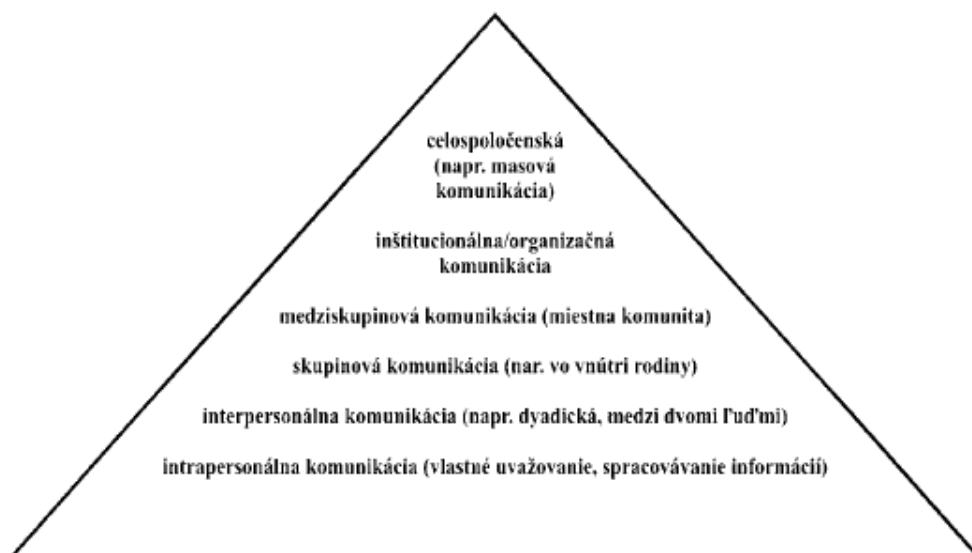 celospoločenská
(napr. masová
komunikácia)
inštitucionálna/organizačná
komunikácia
medziskupinová komunikácia (miestna komunita)
skupinová komunikácia (nar. vo vnútri rodiny)
interpersonálna komunikácia (napr. dyadická, medzi dvomi ľuďmi)
intrapersonálna komunikácia (vlastné uvažovanie, spracovávanie informácií)